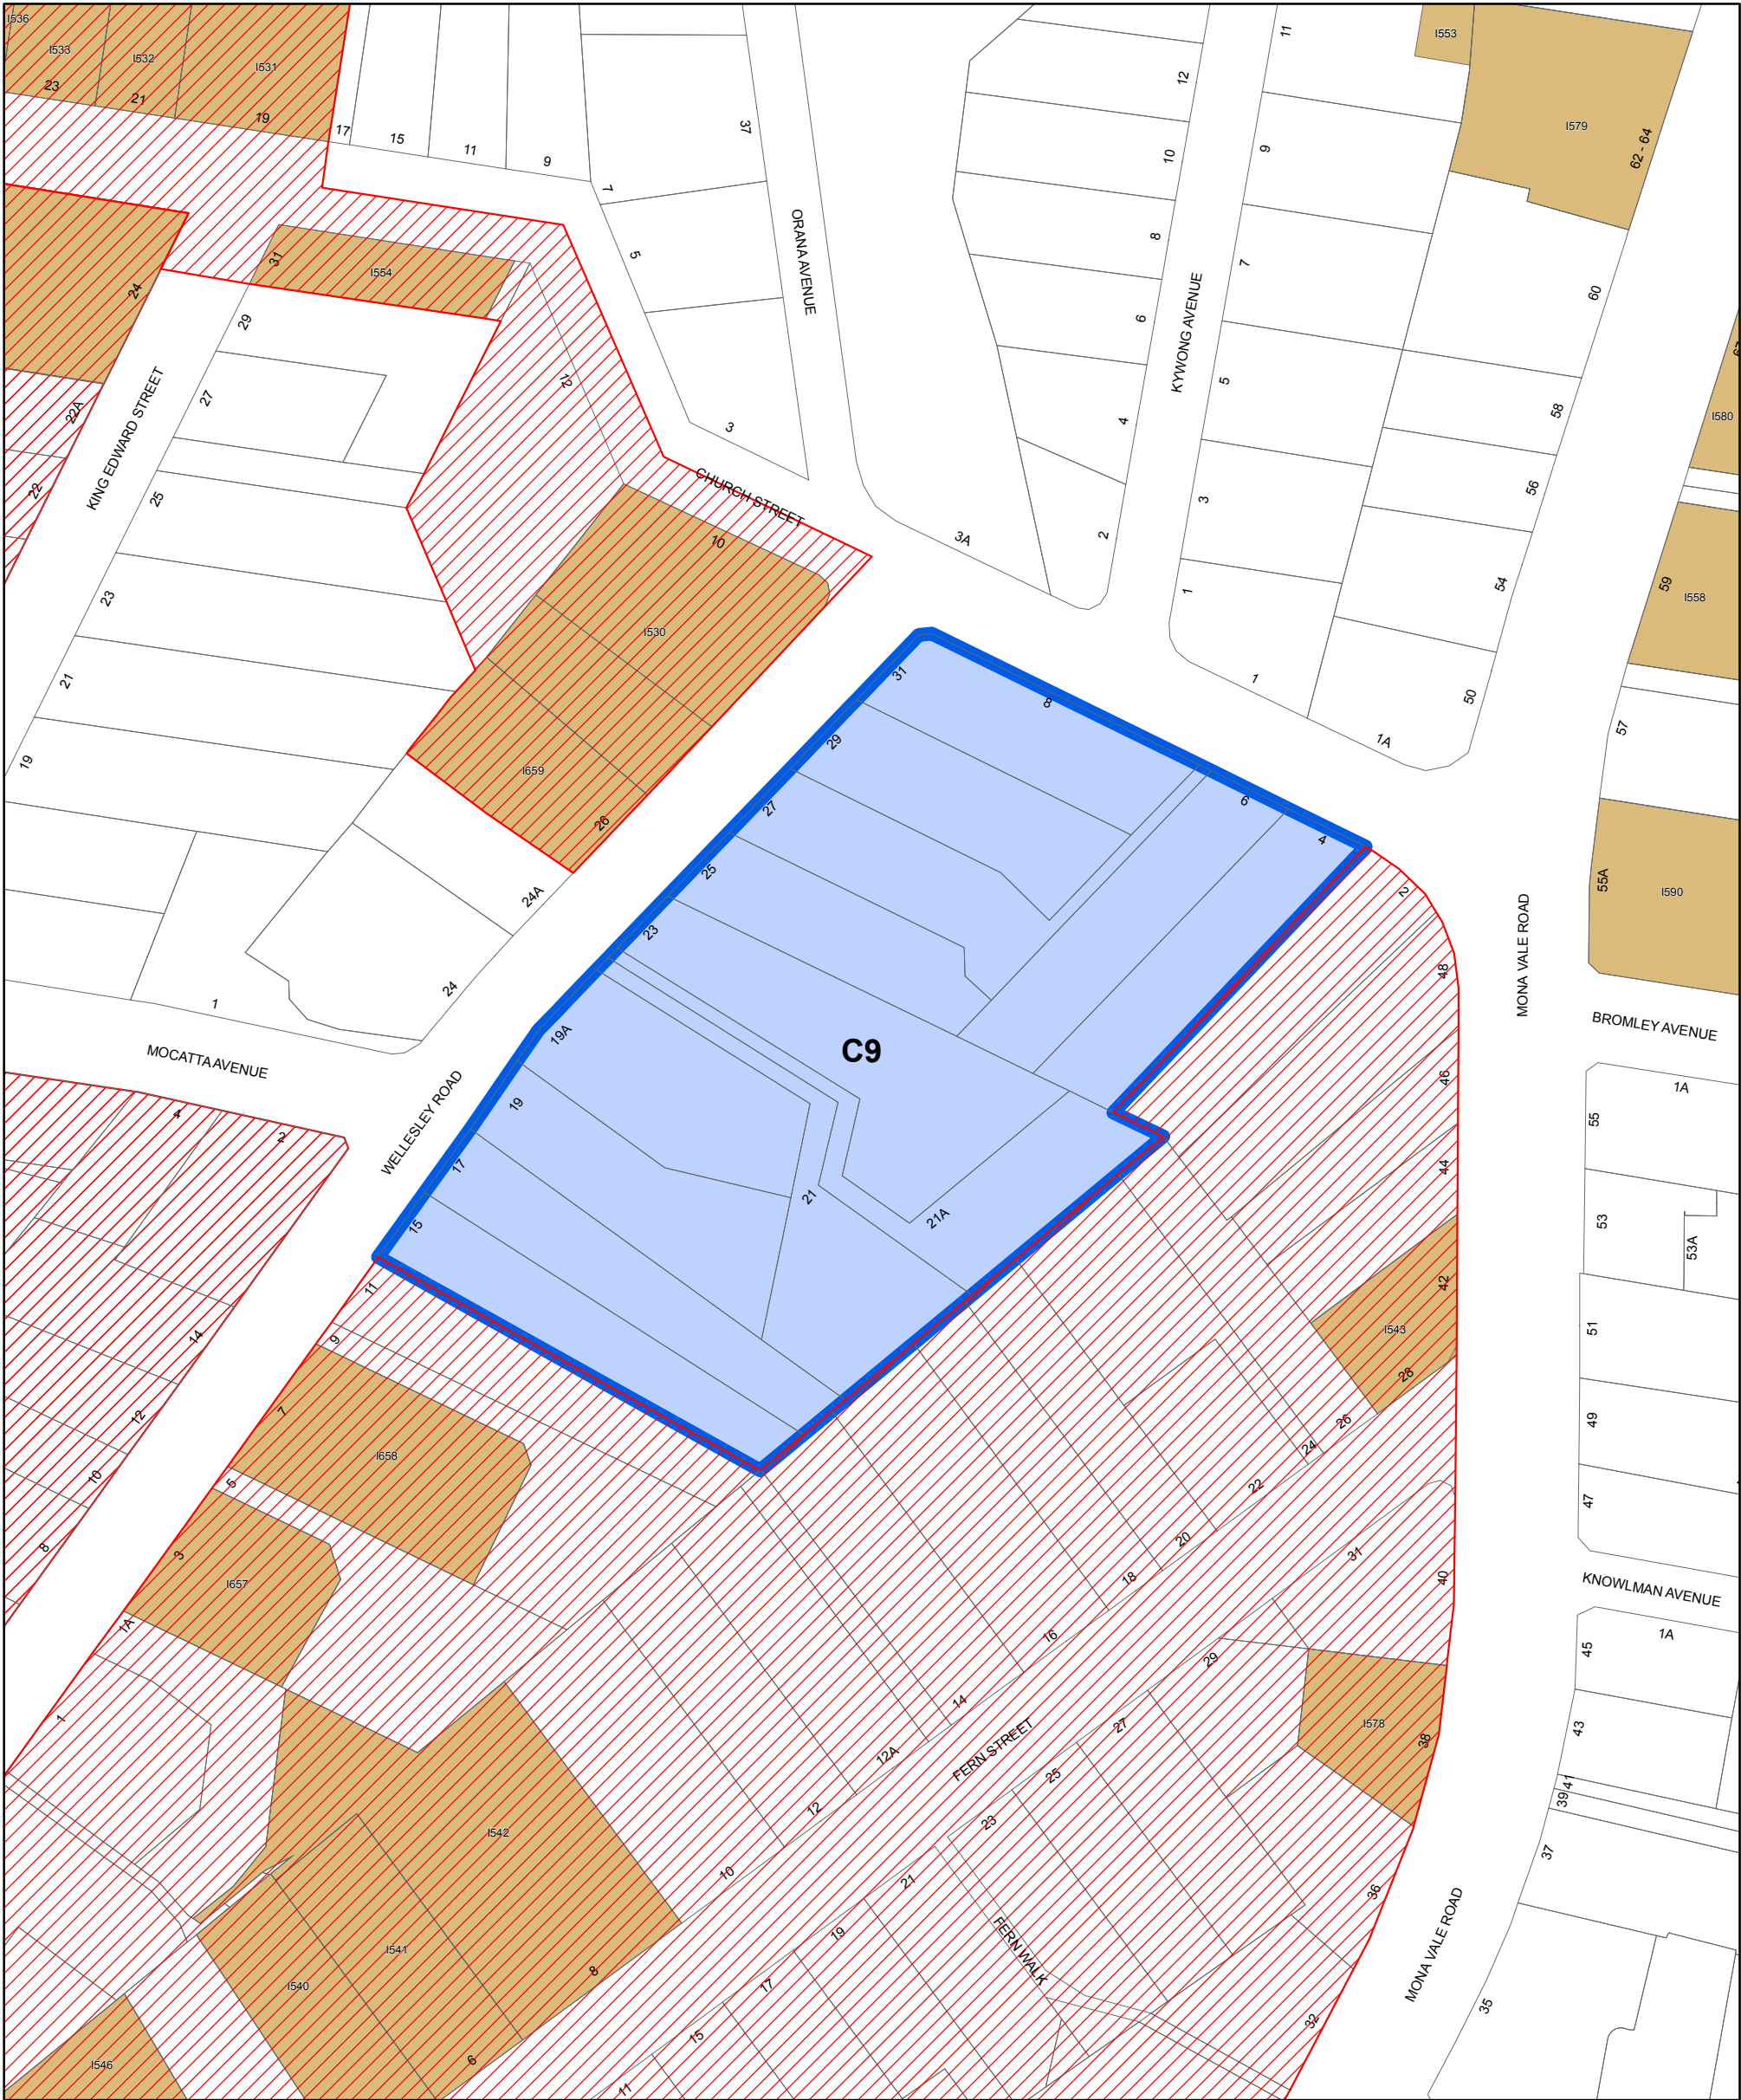 I536
I533
I532
I531
23
21
19
17
15
11
9
7
37
5
3
ORANA AVENUE
12
10
8
6
4
2
3A
KYWONG AVENUE
11
9
7
5
3
1
1
1A
I553
I579
62 - 64
60
58
56
54
50
I580
59
I558
57
55A
I590
24
31
I554
29
27
25
23
21
19
22A
22
KING EDWARD STREET
12
CHURCH STREET
10
I530
I659
26
24A
24
1
MOCATTA AVENUE
WELLESLEY ROAD
31
29
27
25
23
19A
19
17
15
21
21A
8
6
4
C9
2
48
46
44
42
I543
28
26
24
22
20
18
16
14
12A
12
10
8
6
MONA VALE ROAD
BROMLEY AVENUE
1A
55
53
53A
51
49
47
KNOWLMAN AVENUE
1A
45
43
41
39
37
35
4
2
14
12
10
8
11
9
7
I658
5
3
I657
1A
1
I542
I541
I540
I546
FERN STREET
31
40
29
27
25
23
21
19
17
15
11
I578
38
36
32
FERN WALK
MONA VALE ROAD